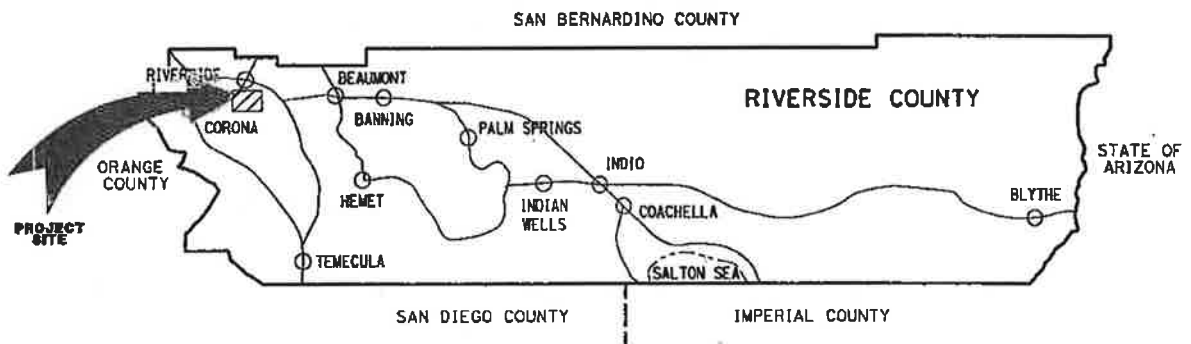 SAN BERNARDINO COUNTY
RIVERSIDE
BEAUMONT
RIVERSIDE COUNTY
CORONA
BANNING
PALM SPRINGS
STATE OF
ARIZONA
ORANGE
COUNTY
INDIO
HEMET
BLYTHE
INDIAN
WELLS
COACHELLA
PROJECT
SITE
TEMECULA
SALTON SEA
SAN DIEGO COUNTY
IMPERIAL COUNTY